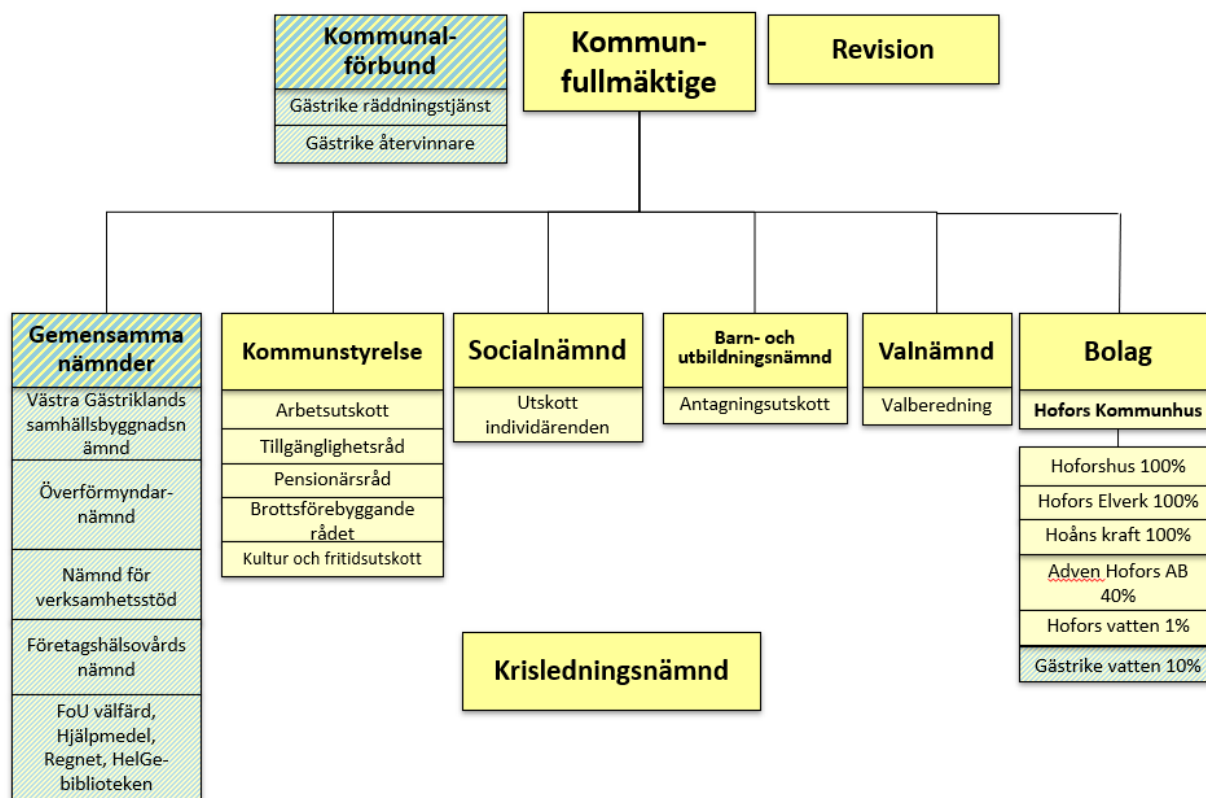 Kommunal-
förbund
Gästrike räddningstjänst
Gästrike återvinnare
Kommun-
fullmäktige
Revision
Gemensamma
nämnder
Västra Gästriklands
samhällsbyggnadsn
ämnd
Överförmyndar-
nämnd
Nämnd för
verksamhetsstöd
Företagshälsovårds
nämnd
FoU välfärd,
Hjälpmedel,
Regnet, HelGe-
biblioteken
Kommunstyrelse
Arbetsutskott
Tillgänglighetsråd
Pensionärsråd
Brottsförebyggande
rådet
Kultur och fritidsutskott
Socialnämnd
Utskott
individärenden
Barn- och
utbildningsnämnd
Antagningsutskott
Valnämnd
Valberedning
Bolag
Hofors Kommunhus
Hoforshus 100%
Hofors Elverk 100%
Hoåns kraft 100%
Adven Hofors AB
40%
Hofors vatten 1%
Gästrike vatten 10%
Krisledningsnämnd